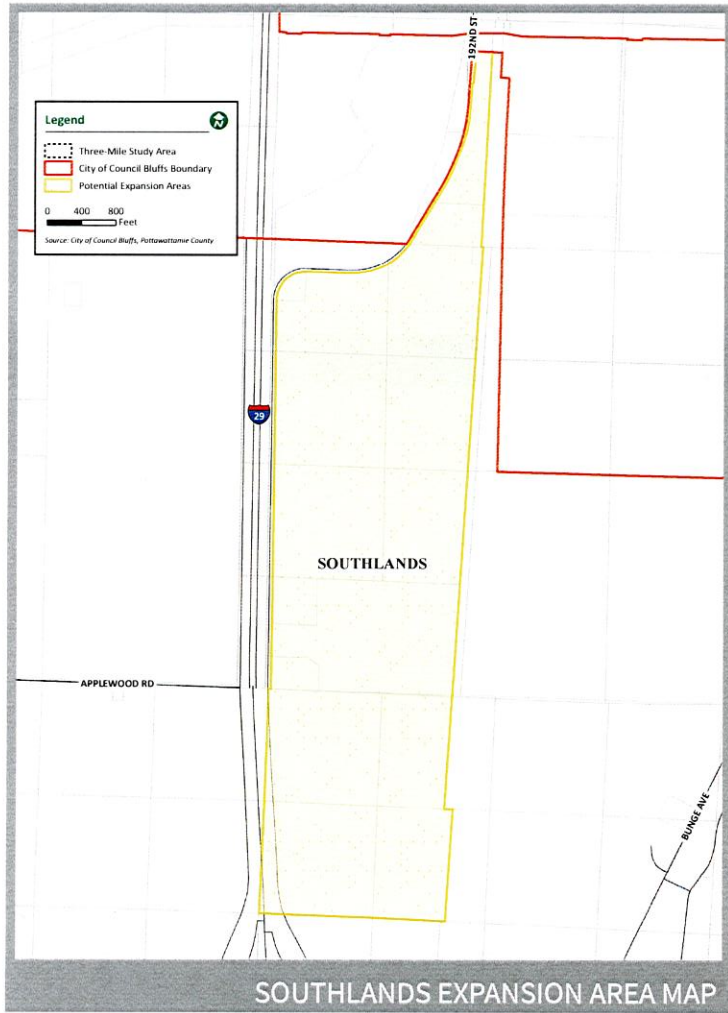 192ND ST
Legend
N
Three-Mile Study Area
City of Council Bluffs Boundary
Potential Expansion Areas
0 400 800
Feet
Source: City of Council Bluffs, Pottawattamie County
29
SOUTHLANDS
APPLEWOOD RD
BUNGE AVE
SOUTHLANDS EXPANSION AREA MAP